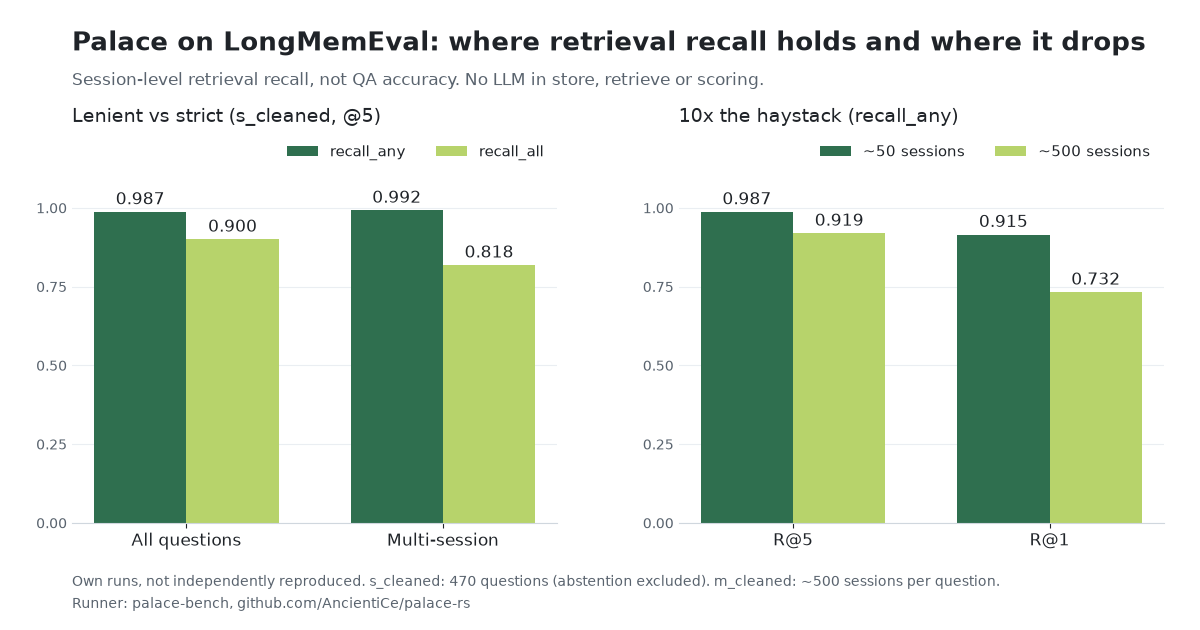 Palace on LongMemEval: where retrieval recall holds and where it drops
Session-level retrieval recall, not QA accuracy. No LLM in store, retrieve or scoring.
Lenient vs strict (s_cleaned, @5)
recall_any
recall_all
0.987
0.900
0.992
0.818
1.00
0.75
0.50
0.25
0.00
All questions
Multi-session
10x the haystack (recall_any)
~50 sessions
~500 sessions
0.987
0.919
0.915
0.732
1.00
0.75
0.50
0.25
0.00
R@5
R@1
Own runs, not independently reproduced. s_cleaned: 470 questions (abstention excluded). m_cleaned: ~500 sessions per question.
Runner: palace-bench, github.com/AncientiCe/palace-rs